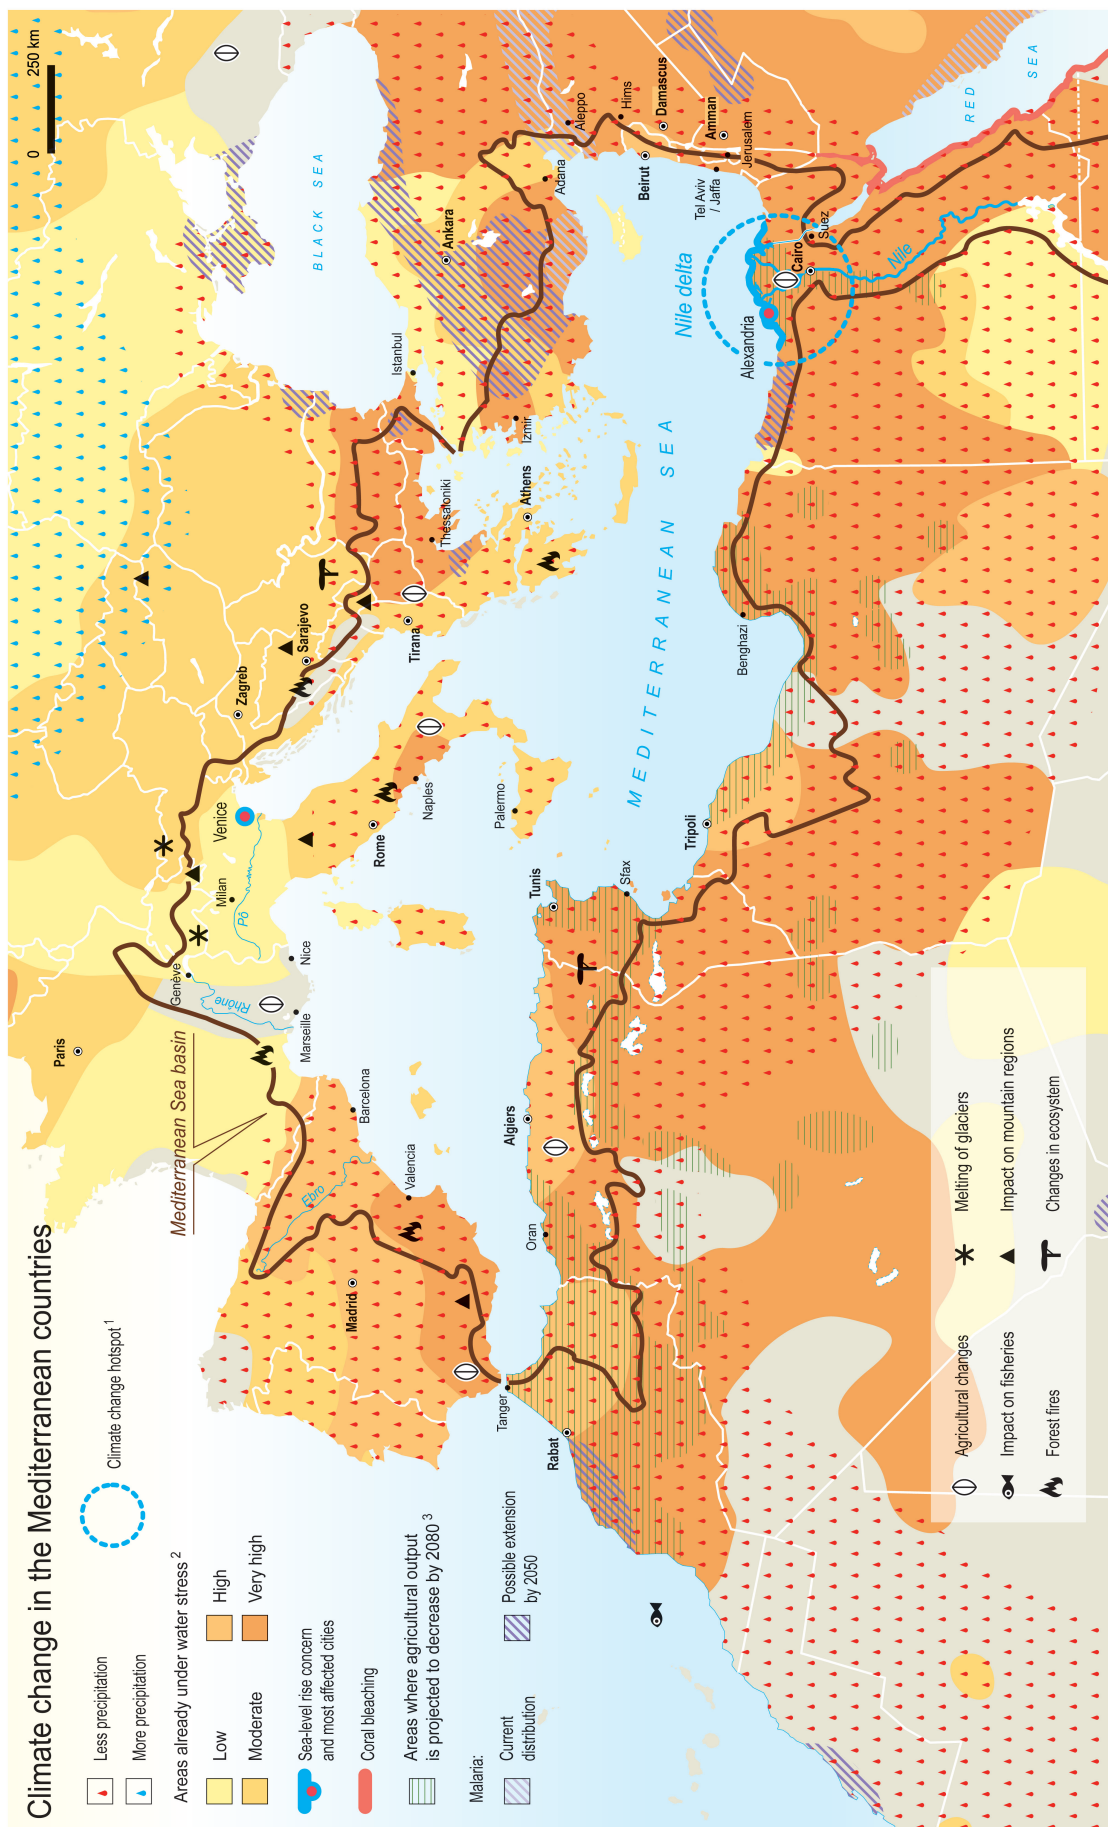 Climate change in the Mediterranean countries
Less precipitation
More precipitation
Climate change hotspot 1
Areas already under water stress 2
Low
High
Moderate
Very high
Sea-level rise concern
and most affected cities
Coral bleaching
Areas where agricultural output
is projected to decrease by 2080 3
Malaria:
Current
distribution
Possible extension
by 2050
0 250 km
Mediterranean Sea basin
Paris
Genève
Rhône
Marseille
Nice
Milan
Pô
Venice
Zagreb
Sarajevo
Tirana
Thessaloniki
Athens
Istanbul
Izmir
Ankara
Adana
BLACK SEA
Aleppo
Hims
Damascus
Beirut
Amman
Jerusalem
Tel Aviv
/ Jaffa
Barcelona
Ebro
Valencia
Madrid
Rome
Naples
Palermo
MEDITERRANEAN SEA
Tanger
Rabat
Oran
Algiers
Tunis
Sfax
Tripoli
Benghazi
Nile delta
Alexandria
Cairo
Suez
Nile
RED SEA
Agricultural changes
Impact on fisheries
Forest fires
Melting of glaciers
Impact on mountain regions
Changes in ecosystem